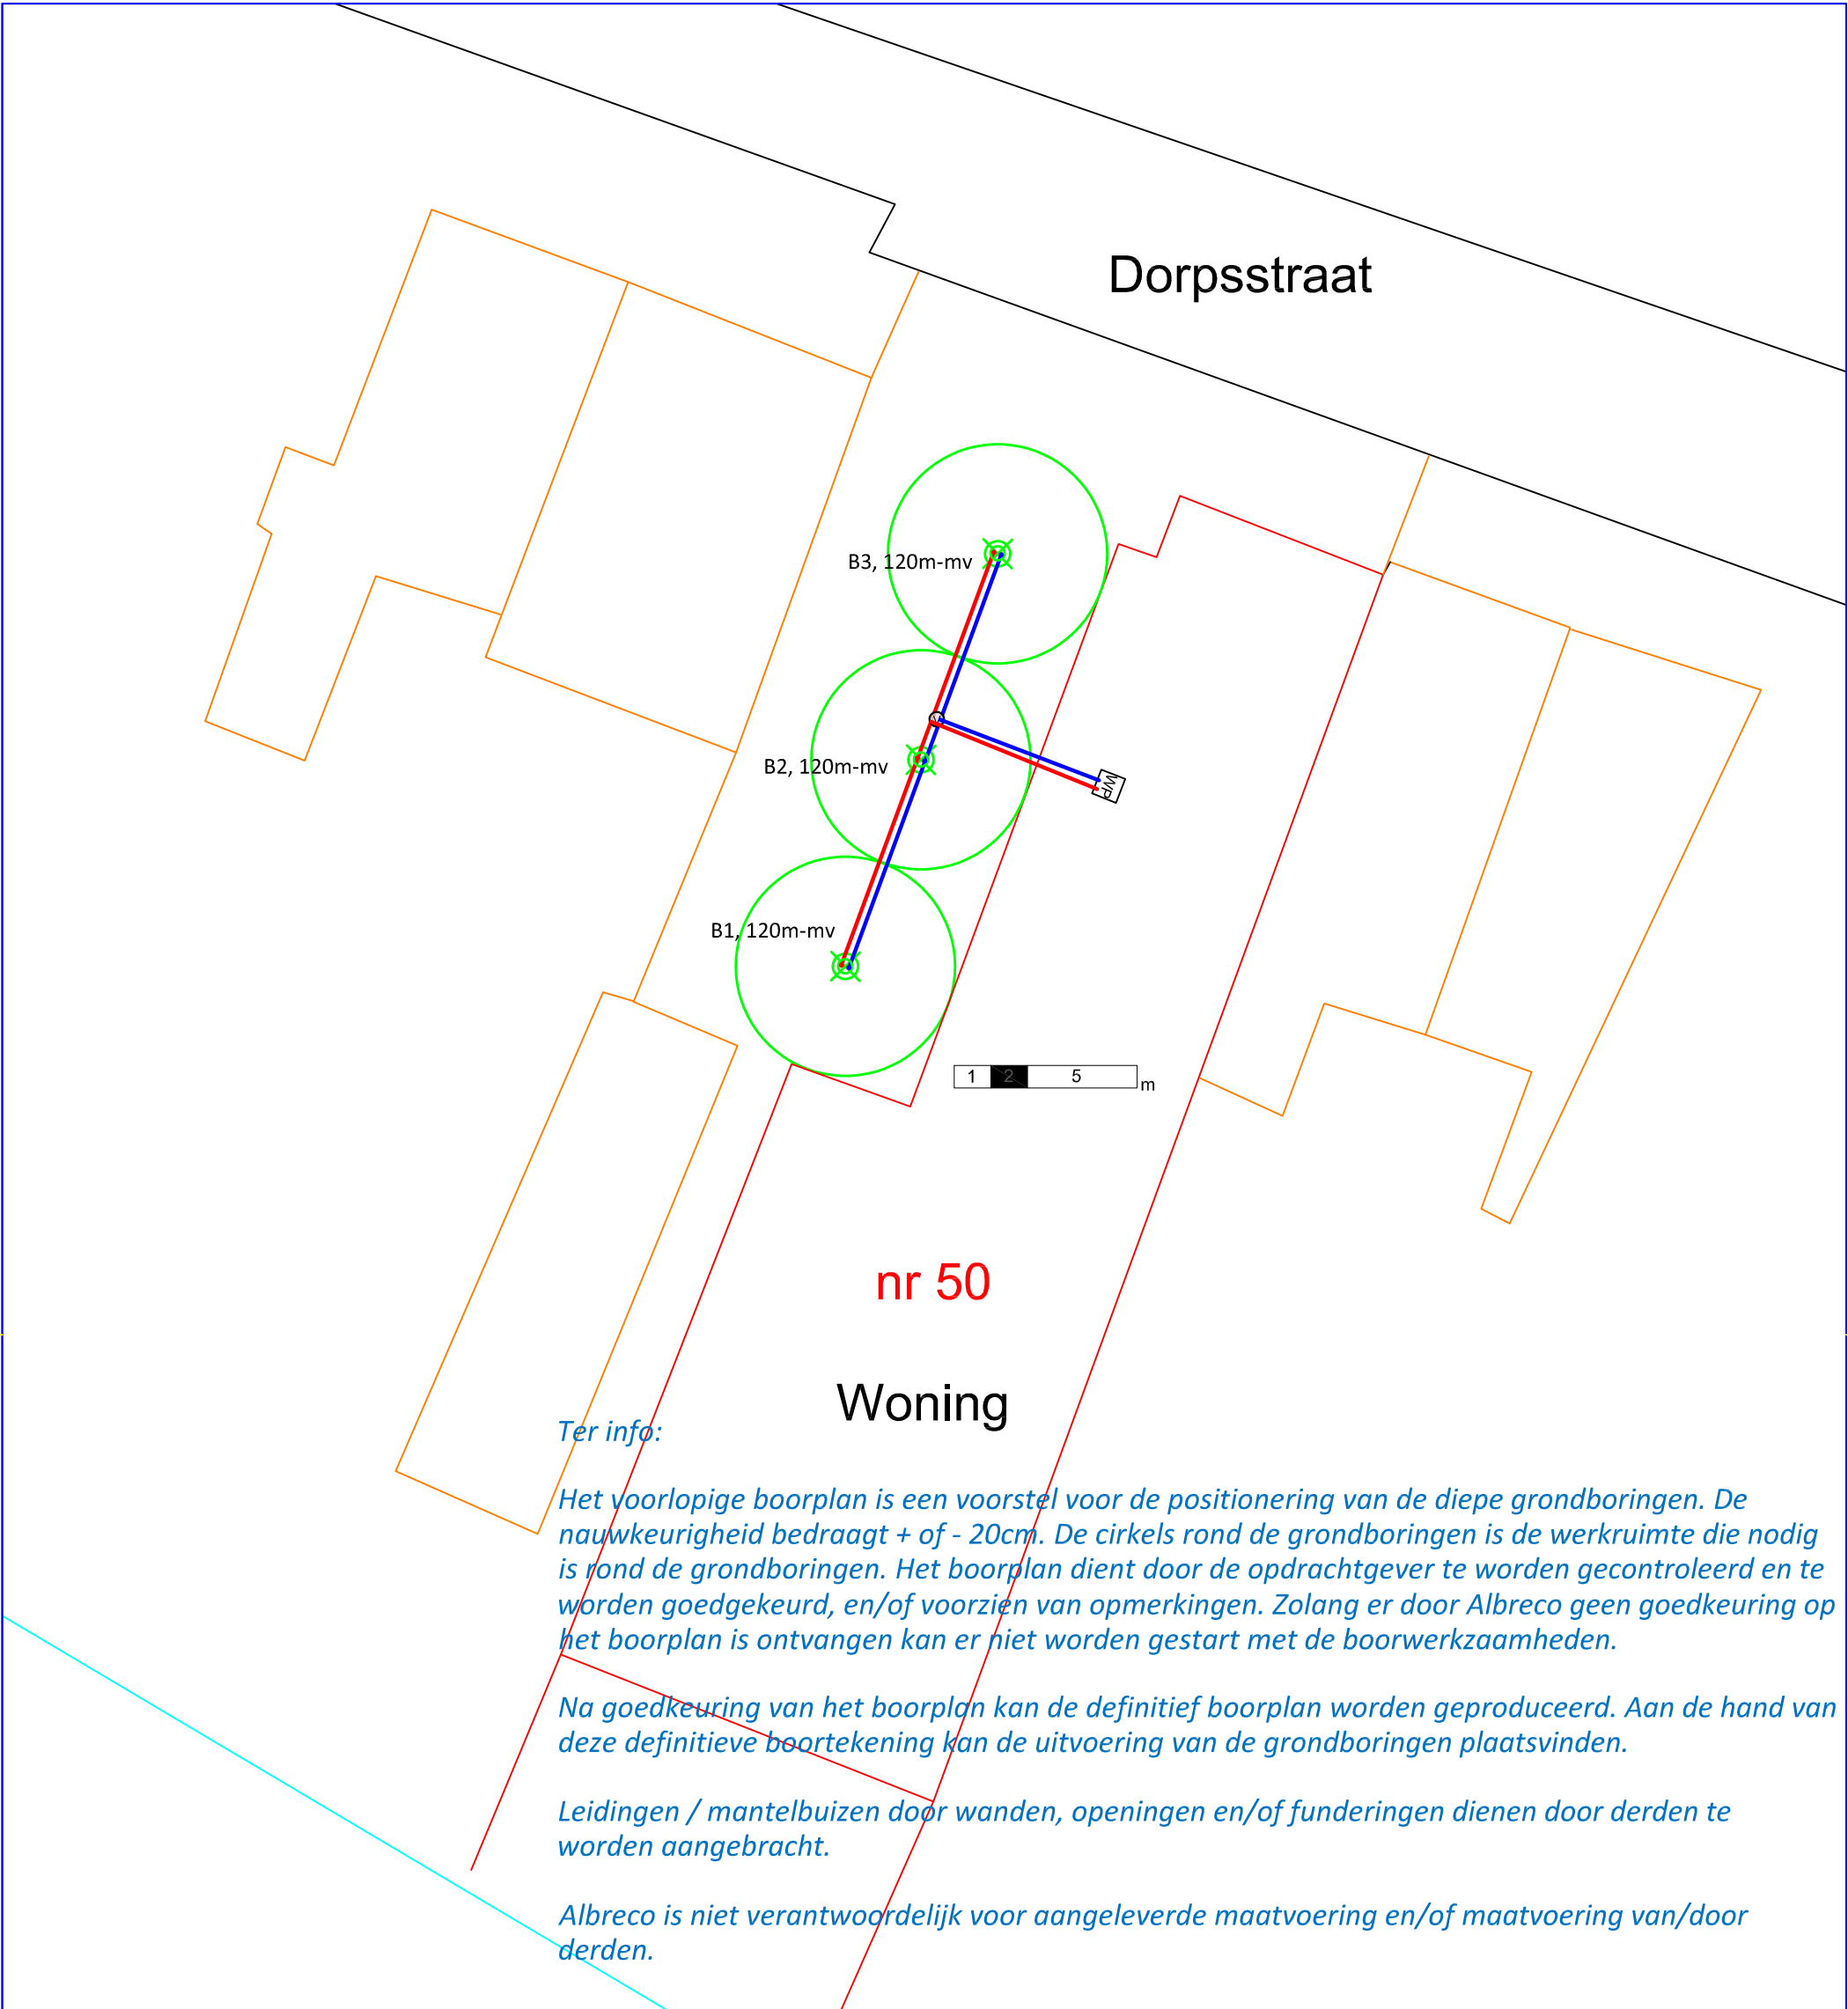 Dorpsstraat
B3, 120m-mv
B2, 120m-mv
WP
B1, 120m-mv
1 2 5 m
nr 50
Woning
Ter info:
Het voorlopige boorplan is een voorstel voor de positionering van de diepe grondboringen. De
nauwkeurigheid bedraagt + of - 20cm. De cirkels rond de grondboringen is de werkruimte die nodig
is rond de grondboringen. Het boorplan dient door de opdrachtgever te worden gecontroleerd en te
worden goedgekeurd, en/of voorzien van opmerkingen. Zolang er door Albreco geen goedkeuring op
het boorplan is ontvangen kan er niet worden gestart met de boorwerkzaamheden.
Na goedkeuring van het boorplan kan de definitief boorplan worden geproduceerd. Aan de hand van
deze definitieve boortekening kan de uitvoering van de grondboringen plaatsvinden.
Leidingen / mantelbuizen door wanden, openingen en/of funderingen dienen door derden te
worden aangebracht.
Albreco is niet verantwoordelijk voor aangeleverde maatvoering en/of maatvoering van/door
derden.